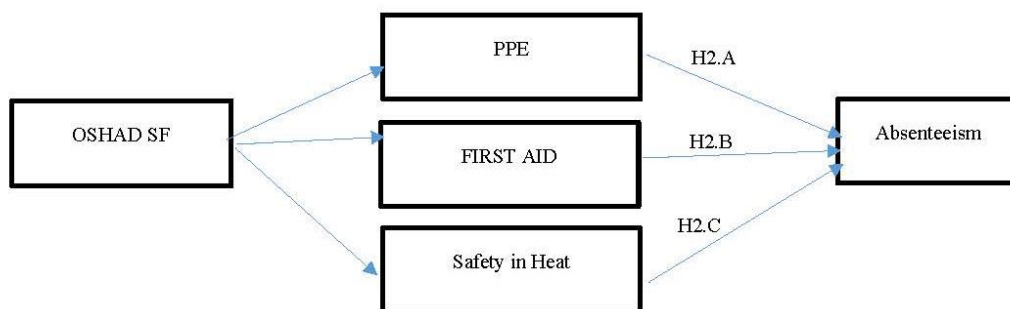 PPE
H2.A
OSHAD SF
FIRST AID
H2.B
Absenteeism
H2.C
Safety in Heat